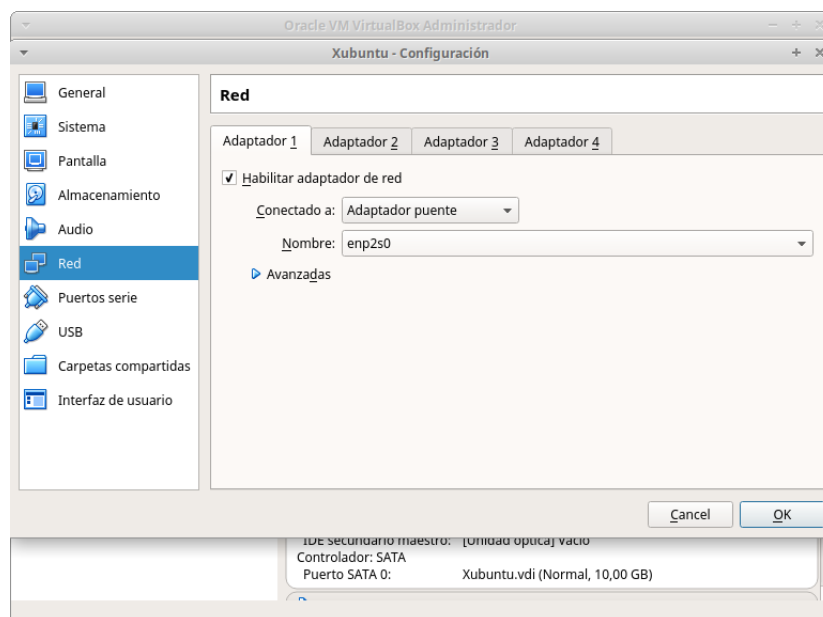 Oracle VM VirtualBox Administrador
Xubuntu - Configuración
General
Sistema
Pantalla
Almacenamiento
Audio
Red
Puertos serie
USB
Carpetas compartidas
Interfaz de usuario
Red
Adaptador 1 Adaptador 2 Adaptador 3 Adaptador 4
Habilitar adaptador de red
Conectado a: Adaptador puente
Nombre: enp2s0
Avanzadas
Cancel OK
IDE secundario maestro: [Unidad óptica] Vacío
Controlador: SATA
Puerto SATA 0: Xubuntu.vdi (Normal, 10,00 GB)